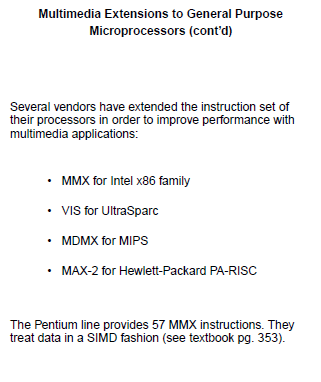 Multimedia Extensions to General Purpose
Microprocessors (cont'd)
Several vendors have extended the instruction set of
their processors in order to improve performance with
multimedia applications:
• MMX for Intel x86 family
• VIS for UltraSparc
• MDMX for MIPS
• MAX-2 for Hewlett-Packard PA-RISC
The Pentium line provides 57 MMX instructions. They
treat data in a SIMD fashion (see textbook pg. 353).